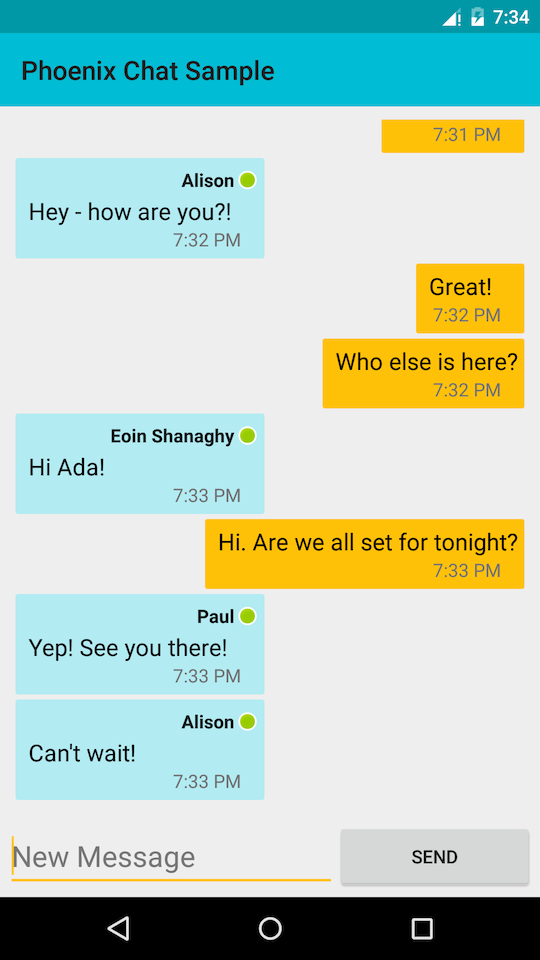 7:34
Phoenix Chat Sample
7:31 PM
Alison
Hey - how are you?!
7:32 PM
Great!
7:32 PM
Who else is here?
7:32 PM
Eoin Shanaghy
Hi Ada!
7:33 PM
Hi. Are we all set for tonight?
7:33 PM
Paul
Yep! See you there!
7:33 PM
Alison
Can't wait!
7:33 PM
New Message
SEND